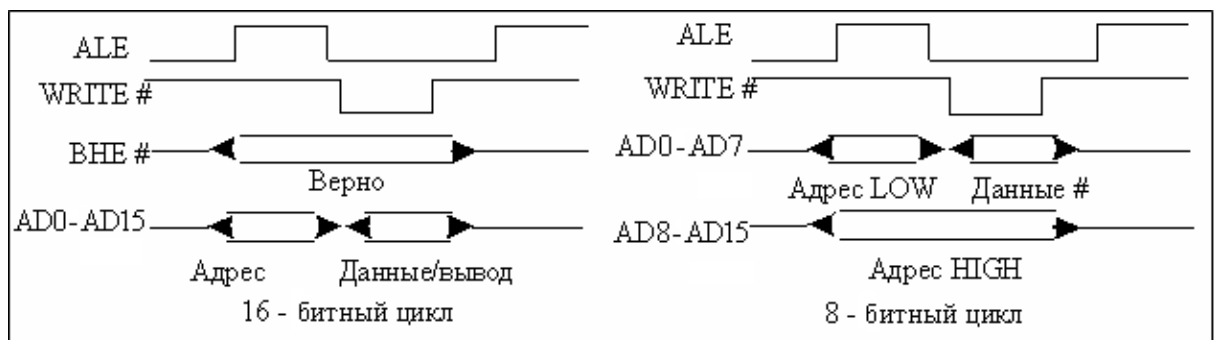 ALE
WRITE #
BHE #
Верно
AD0-AD15
Адрес Данные/вывод
16 - битный цикл
ALE
WRITE #
AD0-AD7
Адрес LOW Данные #
AD8-AD15
Адрес HIGH
8 - битный цикл